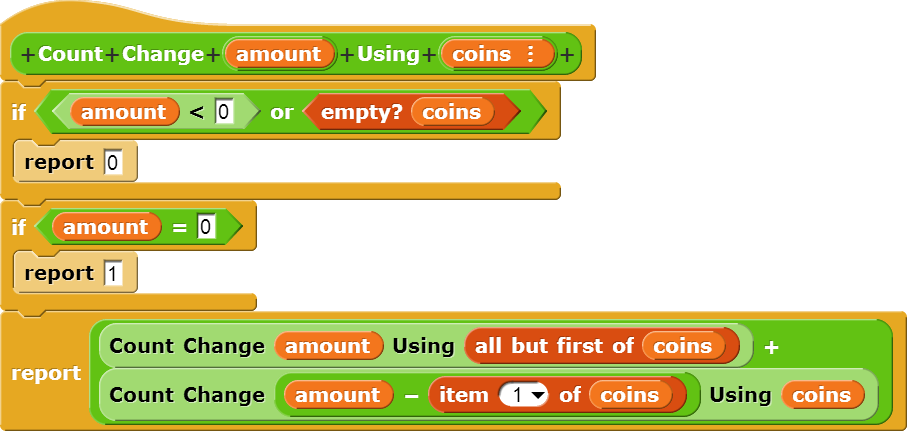 +Count+Change+ amount +Using+ coins ⋮ +
if amount < 0 or empty? coins
report 0
if amount = 0
report 1
Count Change amount Using all but first of coins +
report
Count Change amount – item 1 of coins Using coins